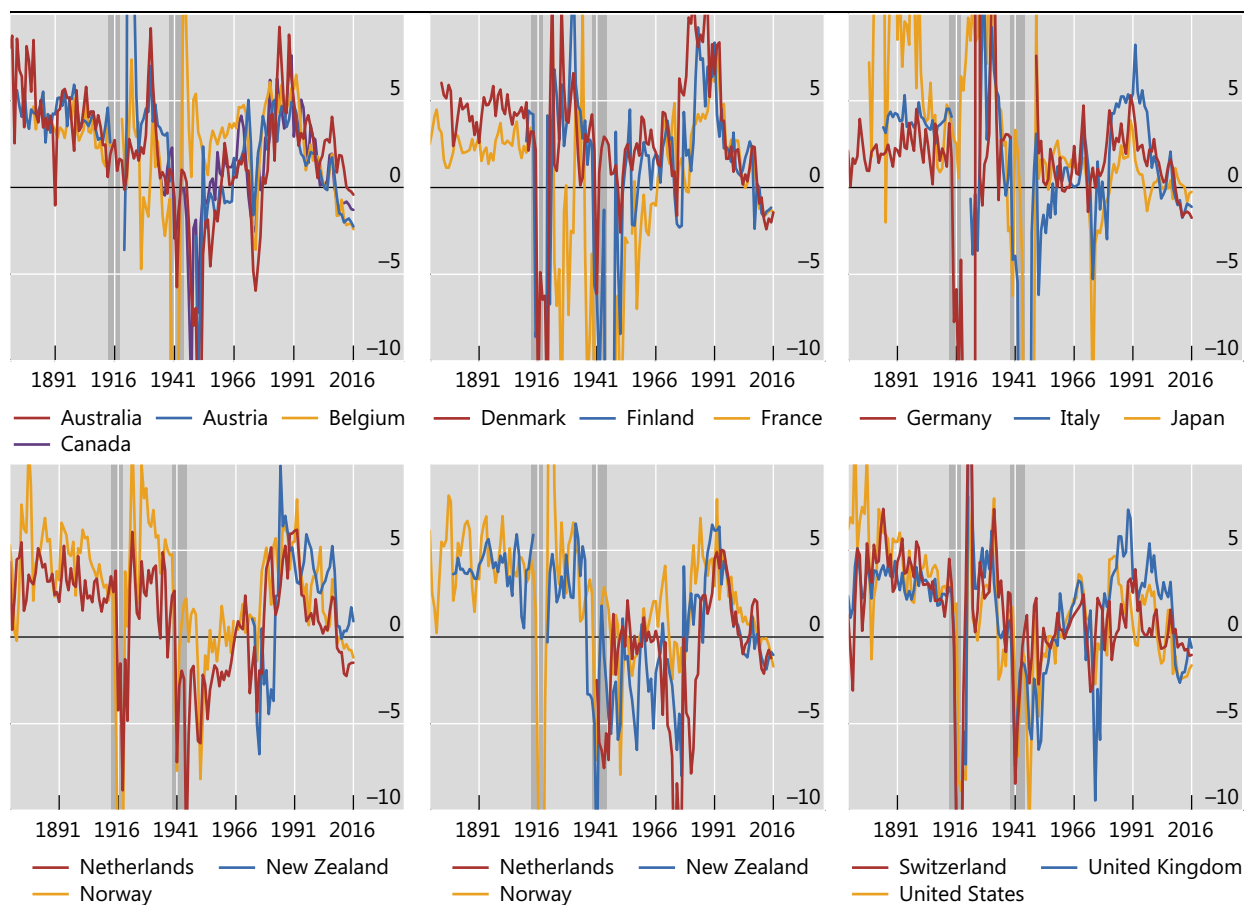 5
0
–5
–10
1891 1916 1941 1966 1991 2016
Australia Austria Belgium
Canada
5
0
–5
–10
1891 1916 1941 1966 1991 2016
Denmark Finland France
5
0
–5
–10
1891 1916 1941 1966 1991 2016
Germany Italy Japan
5
0
–5
–10
1891 1916 1941 1966 1991 2016
Netherlands New Zealand
Norway
5
0
–5
–10
1891 1916 1941 1966 1991 2016
Netherlands New Zealand
Norway
5
0
–5
–10
1891 1916 1941 1966 1991 2016
Switzerland United Kingdom
United States